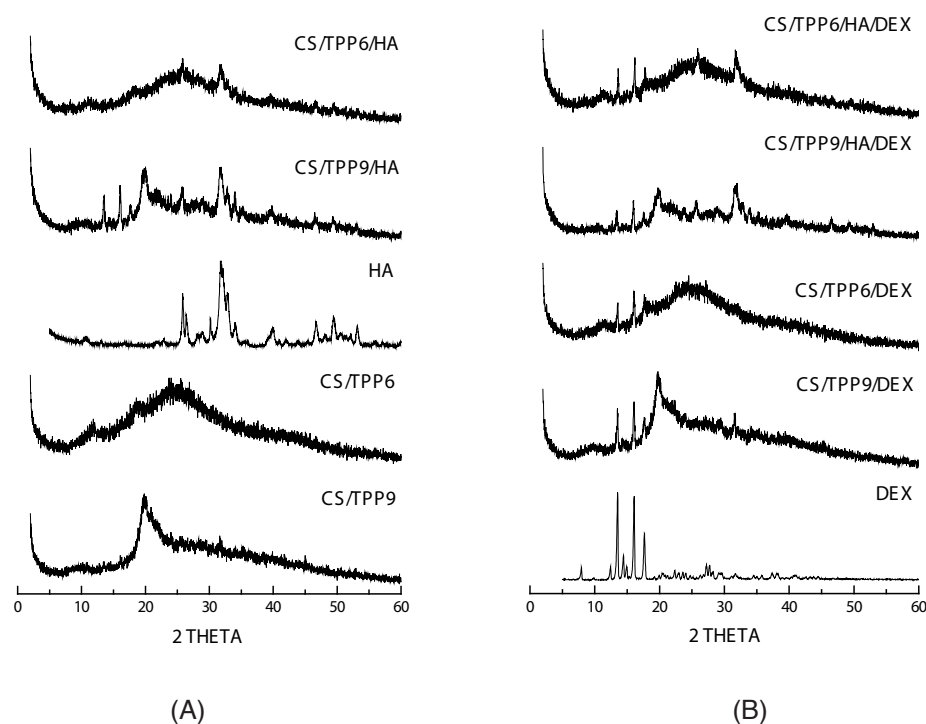 CS/TPP6/HA
CS/TPP9/HA
HA
CS/TPP6
CS/TPP9
0 10 20 30 40 50 60
2 THETA
(A)
CS/TPP6/HA/DEX
CS/TPP9/HA/DEX
CS/TPP6/DEX
CS/TPP9/DEX
DEX
0 10 20 30 40 50 60
2 THETA
(B)